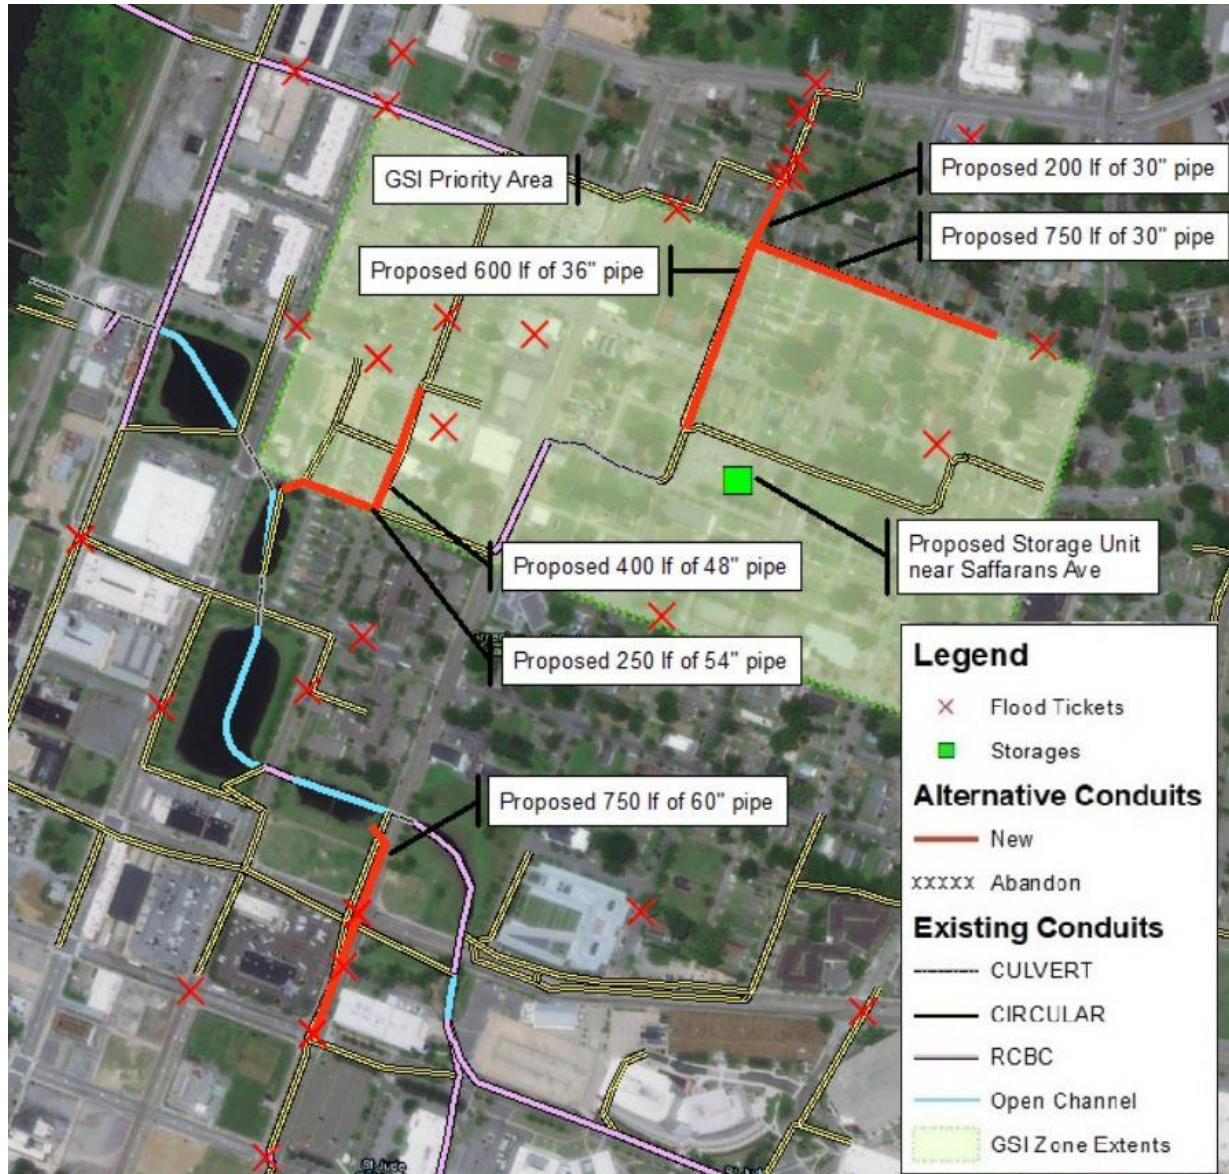 GSI Priority Area
Proposed 200 lf of 30" pipe
Proposed 750 lf of 30" pipe
Proposed 600 lf of 36" pipe
Proposed Storage Unit
near Saffarans Ave
Proposed 400 lf of 48" pipe
Proposed 250 lf of 54" pipe
Proposed 750 lf of 60" pipe
Legend
Flood Tickets
Storages
Alternative Conduits
New
Abandon
Existing Conduits
CULVERT
CIRCULAR
RCBC
Open Channel
GSI Zone Extents
St Jude